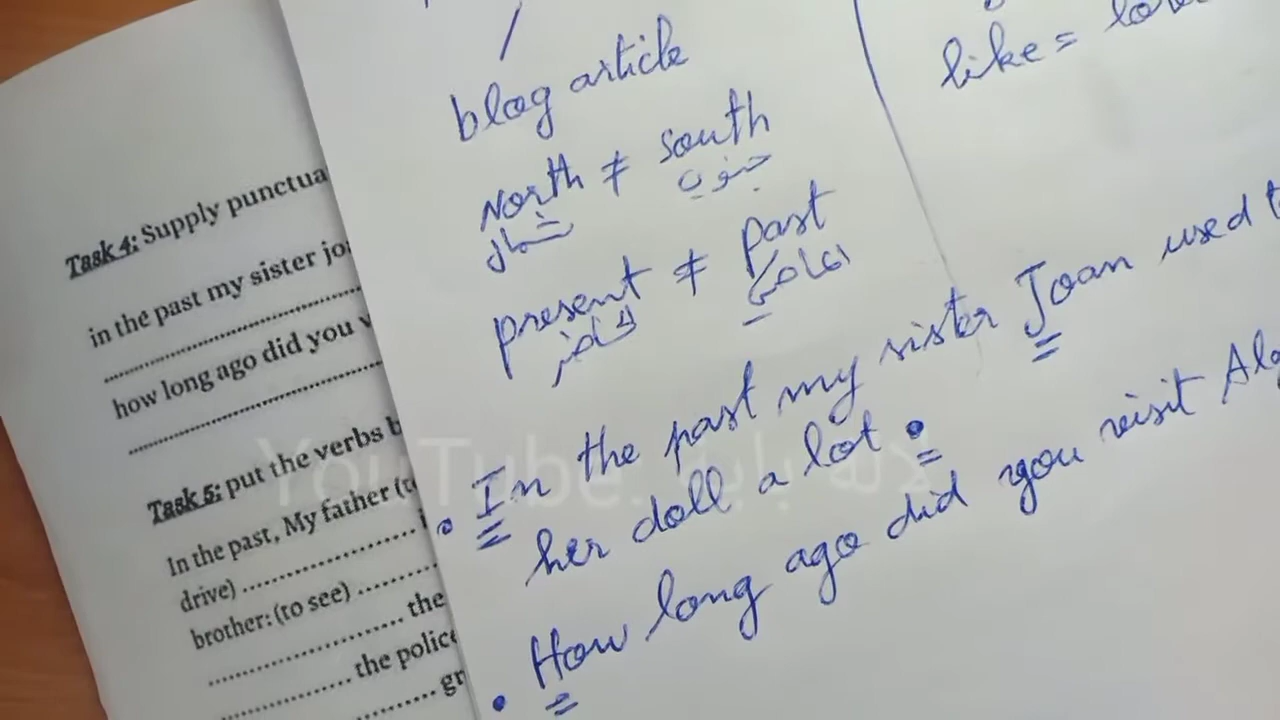 Task 4: Supply punctua
in the past my sister jo
how long ago did you v
Task 5: put the verbs b
In the past, My father (to
drive)
brother: (to see)
the
the police
gr
blog article
like = love
North ≠ south
شمال جنوب
present ≠ past
الحاضر الماضي
• In the past my sister Joan used to
her doll a lot.
• How long ago did you visit Alg
YouTube.